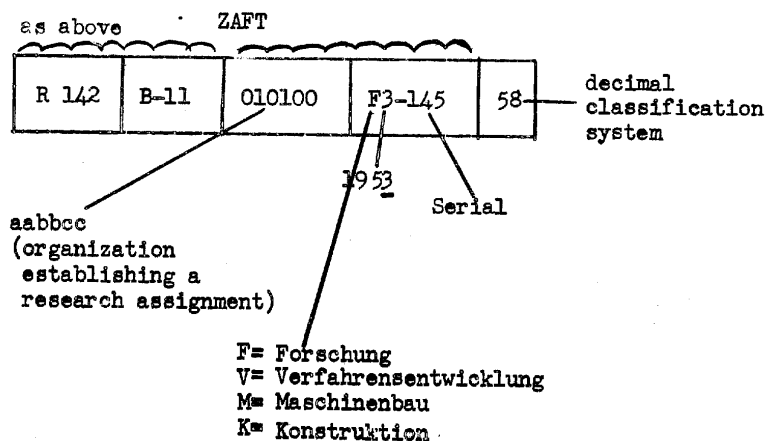 as above ZAFT
R 142 B-11 010100 F3-145 58
decimal
classification
system
1953
Serial
aabbcc
(organization
establishing a
research assignment)
F= Forschung
V= Verfahrensentwicklung
M= Maschinenbau
K= Konstruktion